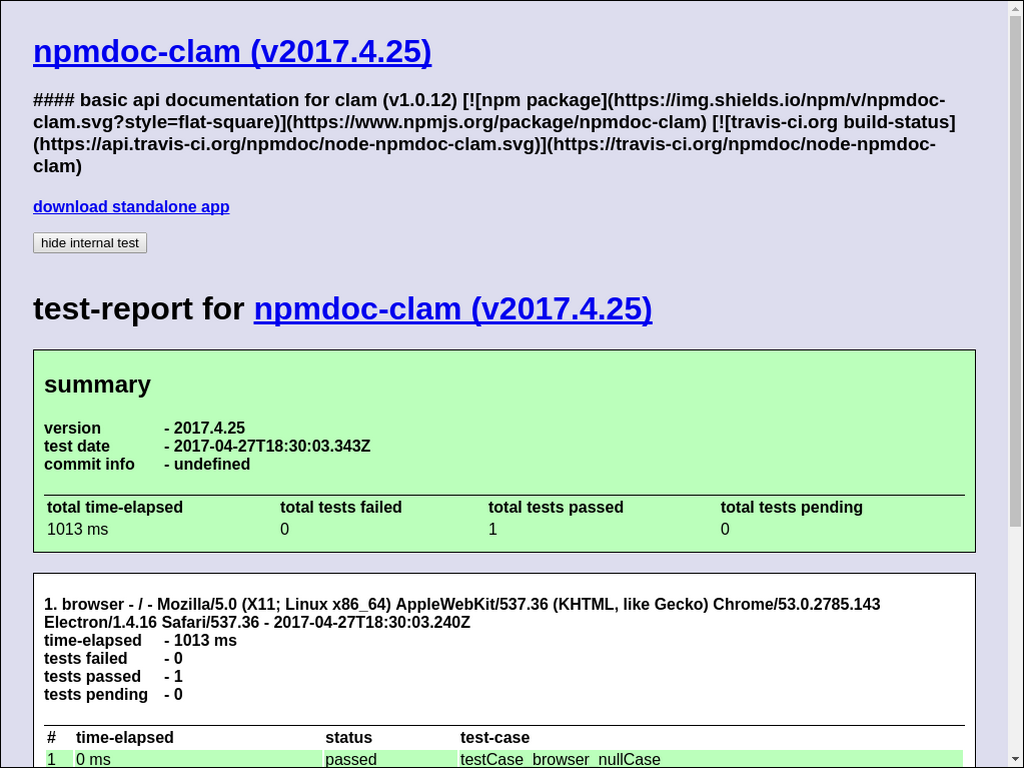 npmdoc-clam (v2017.4.25)
#### basic api documentation for clam (v1.0.12) [![npm package](https://img.shields.io/npm/v/npmdoc-
clam.svg?style=flat-square)](https://www.npmjs.org/package/npmdoc-clam) [![travis-ci.org build-status]
(https://api.travis-ci.org/npmdoc/node-npmdoc-clam.svg)](https://travis-ci.org/npmdoc/node-npmdoc-
clam)
download standalone app
hide internal test
test-report for npmdoc-clam (v2017.4.25)
summary
version - 2017.4.25
test date - 2017-04-27T18:30:03.343Z
commit info - undefined
total time-elapsed total tests failed total tests passed total tests pending
1013 ms 0 1 0
1. browser - / - Mozilla/5.0 (X11; Linux x86_64) AppleWebKit/537.36 (KHTML, like Gecko) Chrome/53.0.2785.143
Electron/1.4.16 Safari/537.36 - 2017-04-27T18:30:03.240Z
time-elapsed - 1013 ms
tests failed - 0
tests passed - 1
tests pending - 0
# time-elapsed status test-case
1 0 ms passed testCase_browser_nullCase